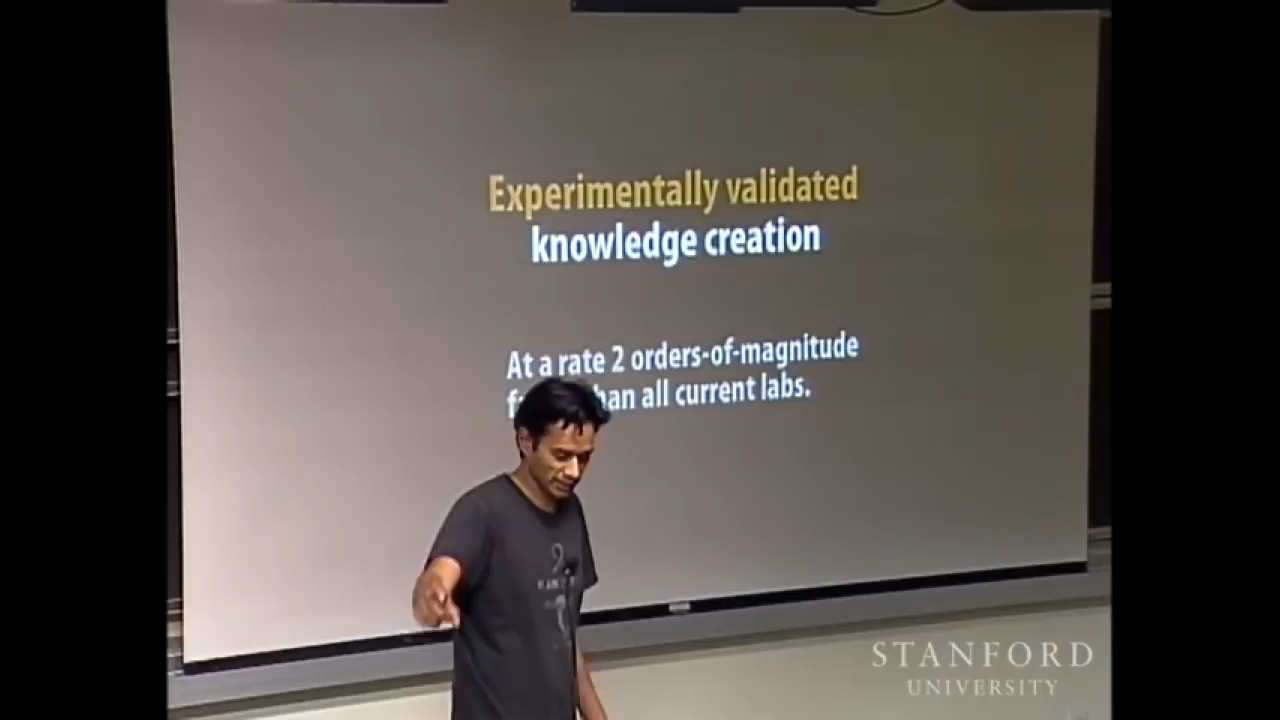 Experimentally validated
knowledge creation
At a rate 2 orders-of-magnitude
than all current labs.
STANFORD
UNIVERSITY